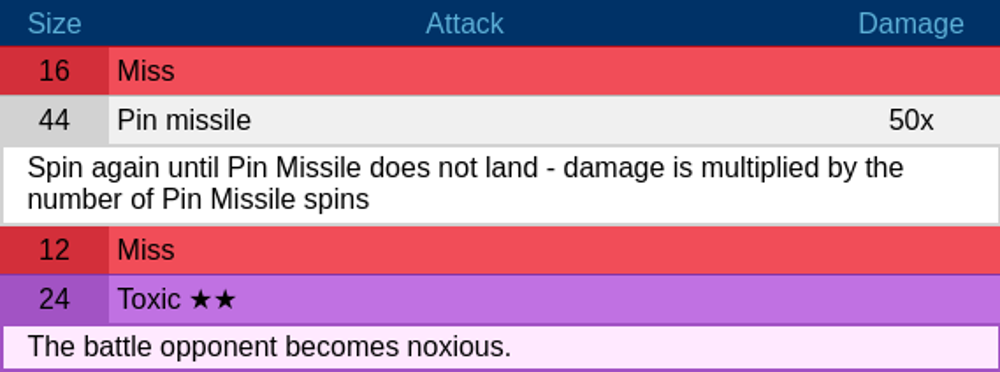 Size Attack Damage
16 Miss
44 Pin missile 50x
Spin again until Pin Missile does not land - damage is multiplied by the
number of Pin Missile spins
12 Miss
24 Toxic ★★
The battle opponent becomes noxious.